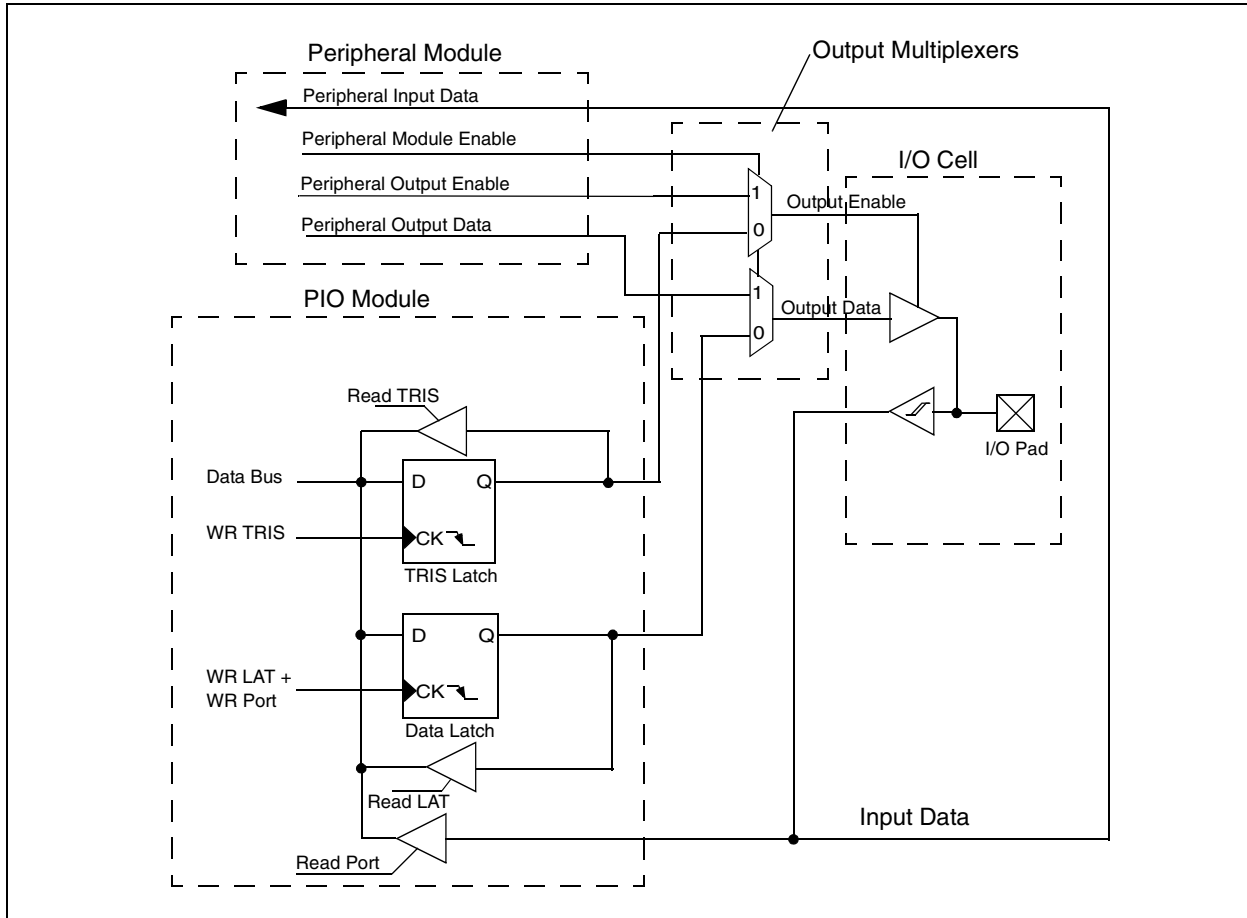 Peripheral Module
Output Multiplexers
Peripheral Input Data
Peripheral Module Enable
I/O Cell
Peripheral Output Enable
1
Output Enable
Peripheral Output Data
0
PIO Module
1
Output Data
0
Read TRIS
I/O Pad
Data Bus
D
Q
WR TRIS
CK
TRIS Latch
D
Q
WR LAT +
WR Port
CK
Data Latch
Read LAT
Input Data
Read Port